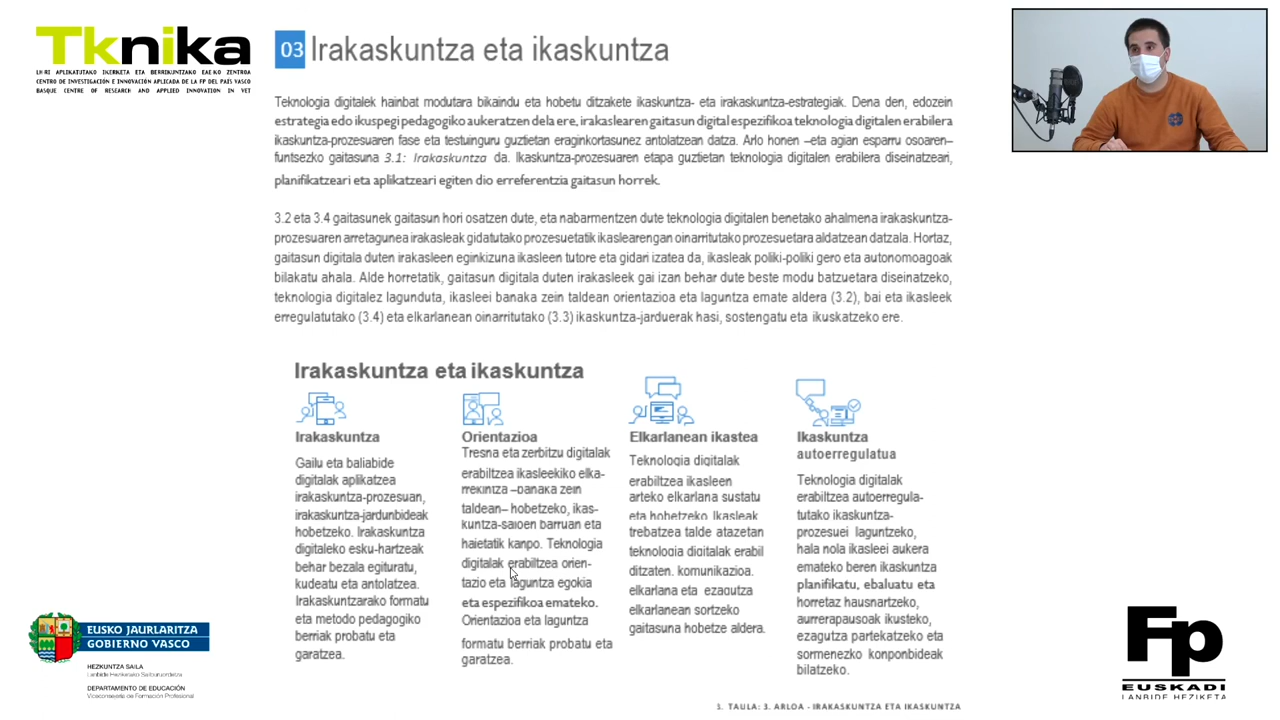 Tknika
LH-RI APLIKATUTAKO IKERKETA ETA BERRIKUNTZAKO EAE-KO ZENTROA
CENTRO DE INVESTIGACIÓN E INNOVACIÓN APLICADA DE LA FP DEL PAÍS VASCO
BASQUE CENTRE OF RESEARCH AND APPLIED INNOVATION IN VET
03 Irakaskuntza eta ikaskuntza
Teknologia digitalek hainbat modutara bikaindu eta hobetu ditzakete ikaskuntza- eta irakaskuntza-estrategiak. Dena den, edozein
estrategia edo ikuspegi pedagogiko aukeratzen dela ere, irakaslearen gaitasun digital espezifikoa teknologia digitalen erabilera
ikaskuntza-prozesuaren fase eta testuinguru guztietan eraginkortasunez antolatzean datza. Arlo honen –eta agian esparru osoaren–
funtsezko gaitasuna 3.1: Irakaskuntza da. Ikaskuntza-prozesuaren etapa guztietan teknologia digitalen erabilera diseinatzeari,
planifikatzeari eta aplikatzeari egiten dio erreferentzia gaitasun horrek.
3.2 eta 3.4 gaitasunek gaitasun hori osatzen dute, eta nabarmentzen dute teknologia digitalen benetako ahalmena irakaskuntza-
prozesuaren arretagunea irakasleak gidatutako prozesuetatik ikaslearengan oinarritutako prozesuetara aldatzean datzala. Hortaz,
gaitasun digitala duten irakasleen eginkizuna ikasleen tutore eta gidari izatea da, ikasleak poliki-poliki gero eta autonomoagoak
bilakatu ahala. Alde horretatik, gaitasun digitala duten irakasleek gai izan behar dute beste modu batzuetara diseinatzeko,
teknologia digitalez lagunduta, ikasleei banaka zein taldean orientazioa eta laguntza emate aldera (3.2), bai eta ikasleek
erregulatutako (3.4) eta elkarlanean oinarritutako (3.3) ikaskuntza-jarduerak hasi, sostengatu eta ikuskatzeko ere.
Irakaskuntza eta ikaskuntza
Irakaskuntza
Gailu eta baliabide
digitalak aplikatzea
irakaskuntza-prozesuan,
irakaskuntza-jardunbideak
hobetzeko. Irakaskuntza
digitaleko esku-hartzeak
behar bezala egituratu,
kudeatu eta antolatzea.
Irakaskuntzarako formatu
eta metodo pedagogiko
berriak probatu eta
garatzea.
Orientazioa
Tresna eta zerbitzu digitalak
erabiltzea ikasleekiko elka-
rrekintza –banaka zein
taldean– hobetzeko, ikas-
kuntza-saioen barruan eta
haietatik kanpo. Teknologia
digitalak erabiltzea orien-
tazio eta laguntza egokia
eta espezifikoa emateko.
Orientazioa eta laguntza
formatu berriak probatu eta
garatzea.
Elkarlanean ikastea
Teknologia digitalak
erabiltzea ikasleen
arteko elkarlana sustatu
eta hobetzeko. Ikasleak
trebatzea talde atazetan
teknologia digitalak erabil
ditzaten, komunikazioa,
elkarlana eta ezagutza
elkarlanean sortzeko
gaitasuna hobetze aldera.
Ikaskuntza
autoerregulatua
Teknologia digitalak
erabiltzea autoerregula-
tutako ikaskuntza-
prozesuei laguntzeko,
hala nola ikasleei aukera
emateko beren ikaskuntza
planifikatu, ebaluatu eta
horretaz hausnartzeko,
aurrerapausoak ikusteko,
ezagutza partekatzeko eta
sormenezko konponbideak
bilatzeko.
1. TAULA: 3. ARLOA - IRAKASKUNTZA ETA IKASKUNTZA
EUSKO JAURLARITZA
GOBIERNO VASCO
HEZKUNTZA SAILA
Lanbide Heziketako Sailburuordetza
DEPARTAMENTO DE EDUCACIÓN
Viceconsejería de Formación Profesional
Fp
EUSKADI
LANBIDE HEZIKETA